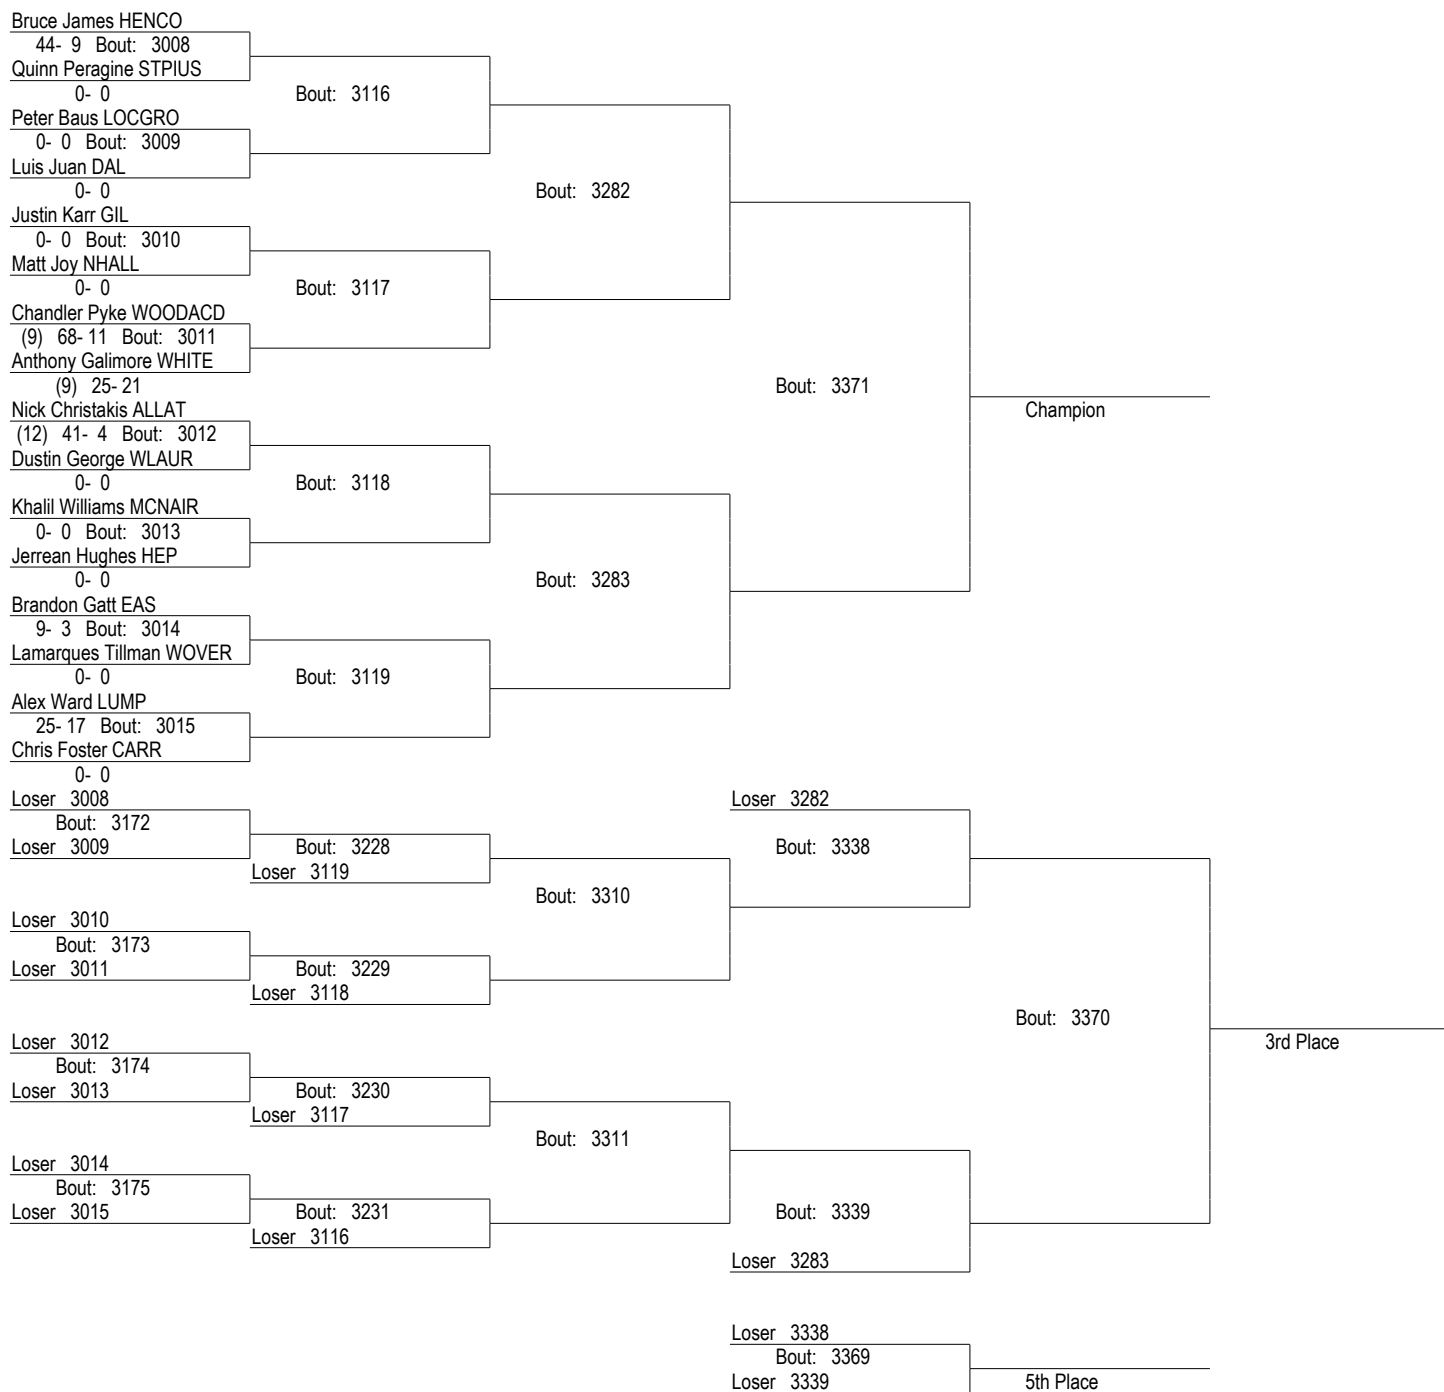 Bruce James HENCO
44- 9 Bout: 3008
Quinn Peragine STPIUS
0- 0
Bout: 3116
Peter Baus LOCGRO
0- 0 Bout: 3009
Luis Juan DAL
0- 0
Bout: 3282
Justin Karr GIL
0- 0 Bout: 3010
Matt Joy NHALL
0- 0
Bout: 3117
Chandler Pyke WOODACD
(9) 68- 11 Bout: 3011
Anthony Galimore WHITE
(9) 25- 21
Bout: 3371
Champion
Nick Christakis ALLAT
(12) 41- 4 Bout: 3012
Dustin George WLAUR
0- 0
Bout: 3118
Khalil Williams MCNAIR
0- 0 Bout: 3013
Jerrean Hughes HEP
0- 0
Bout: 3283
Brandon Gatt EAS
9- 3 Bout: 3014
Lamarques Tillman WOVER
0- 0
Bout: 3119
Alex Ward LUMP
25- 17 Bout: 3015
Chris Foster CARR
0- 0
Loser 3008
Bout: 3172
Loser 3009
Bout: 3228
Loser 3119
Loser 3282
Bout: 3338
Bout: 3310
Loser 3010
Bout: 3173
Loser 3011
Bout: 3229
Loser 3118
Bout: 3370
3rd Place
Loser 3012
Bout: 3174
Loser 3013
Bout: 3230
Loser 3117
Bout: 3311
Loser 3014
Bout: 3175
Loser 3015
Bout: 3231
Loser 3116
Bout: 3339
Loser 3283
Loser 3338
Bout: 3369
Loser 3339
5th Place